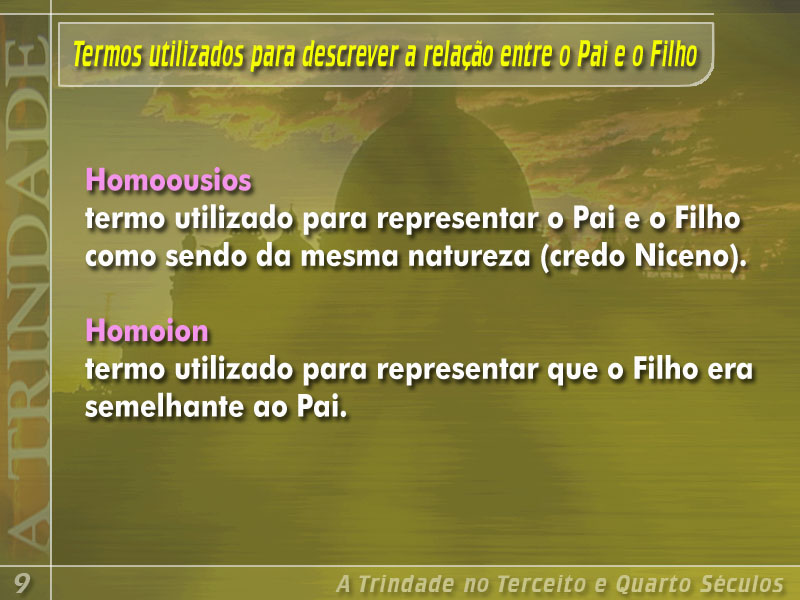 Termos utilizados para descrever a relação entre o Pai e o Filho
A TRINDADE
Homoousios
termo utilizado para representar o Pai e o Filho
como sendo da mesma natureza (credo Niceno).
Homoion
termo utilizado para representar que o Filho era
semelhante ao Pai.
9
A Trindade no Terceito e Quarto Séculos